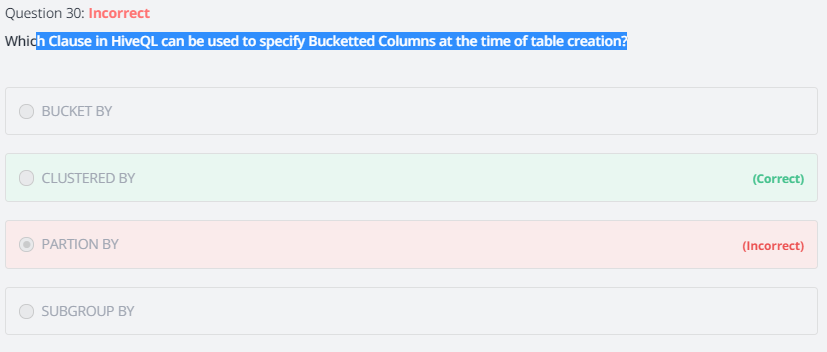 Question 30: Incorrect
Which Clause in HiveQL can be used to specify Bucketted Columns at the time of table creation?
BUCKET BY
CLUSTERED BY (Correct)
PARTION BY (Incorrect)
SUBGROUP BY